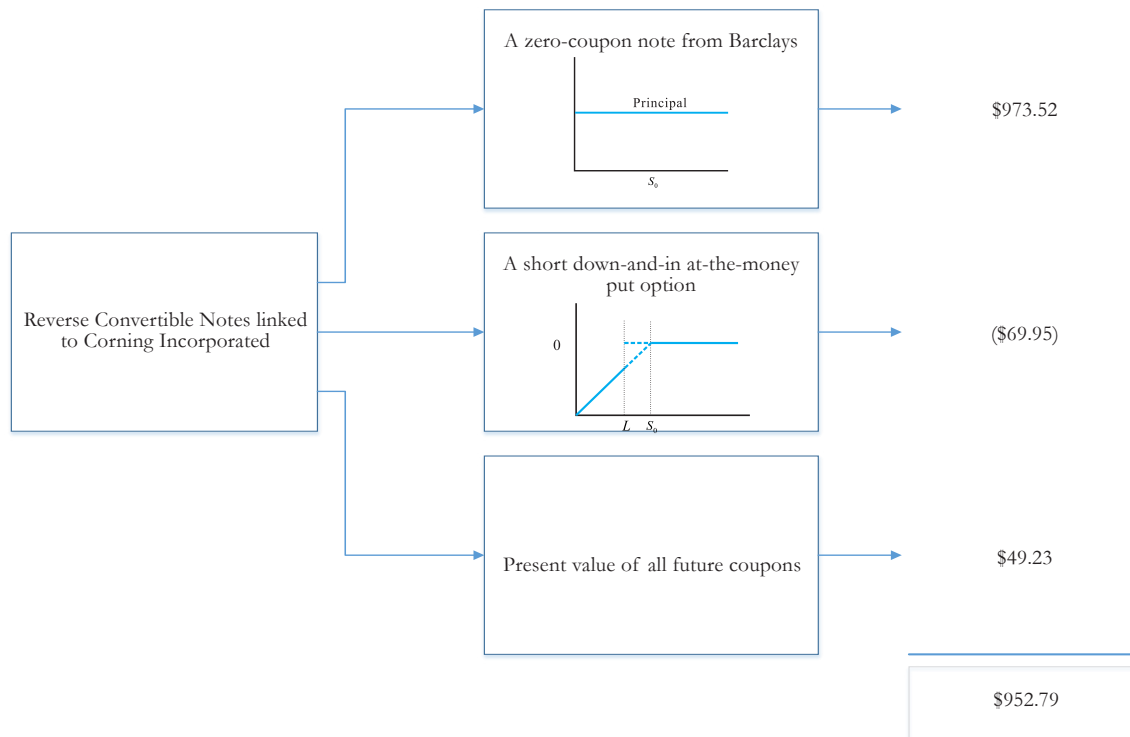 A zero-coupon note from Barclays
Principal
S₀
$973.52
Reverse Convertible Notes linked
to Corning Incorporated
A short down-and-in at-the-money
put option
0
L S₀
($69.95)
Present value of all future coupons
$49.23
$952.79